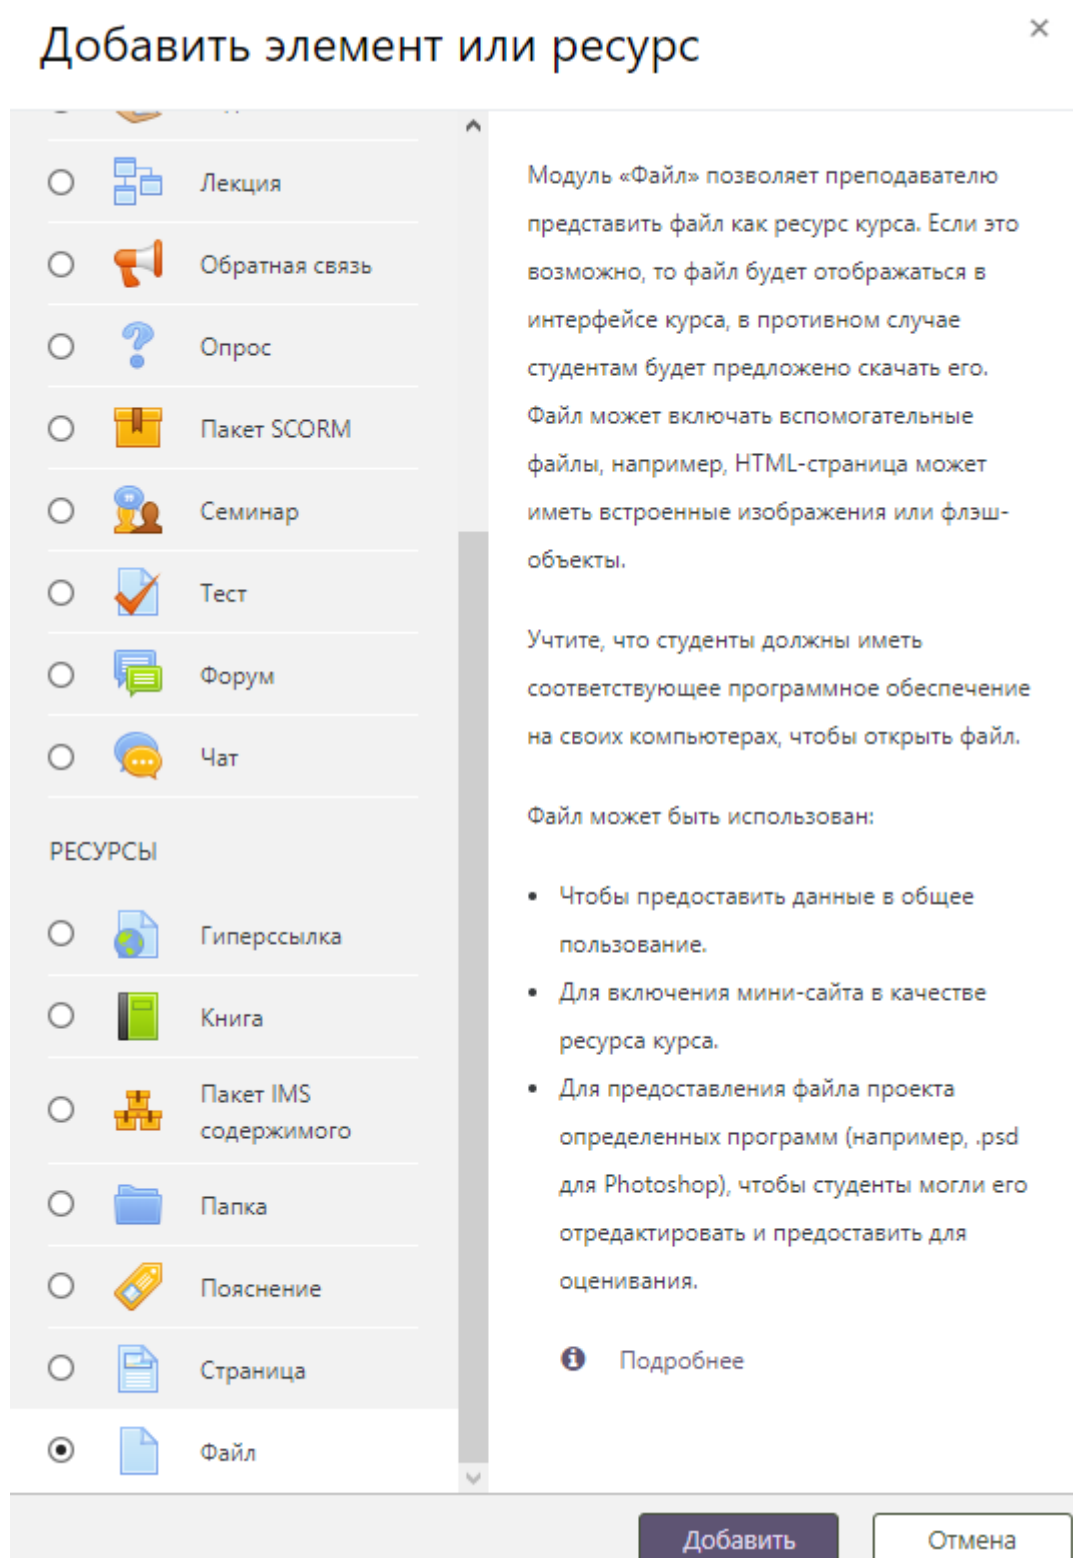 Добавить элемент или ресурс
Лекция
Обратная связь
Опрос
Пакет SCORM
Семинар
Тест
Форум
Чат
РЕСУРСЫ
Гиперссылка
Книга
Пакет IMS
содержимого
Папка
Пояснение
Страница
Файл
Модуль «Файл» позволяет преподавателю
представить файл как ресурс курса. Если это
возможно, то файл будет отображаться в
интерфейсе курса, в противном случае
студентам будет предложено скачать его.
Файл может включать вспомогательные
файлы, например, HTML-страница может
иметь встроенные изображения или флэш-
объекты.
Учтите, что студенты должны иметь
соответствующее программное обеспечение
на своих компьютерах, чтобы открыть файл.
Файл может быть использован:
• Чтобы предоставить данные в общее
пользование.
• Для включения мини-сайта в качестве
ресурса курса.
• Для предоставления файла проекта
определенных программ (например, .psd
для Photoshop), чтобы студенты могли его
отредактировать и предоставить для
оценивания.
Подробнее
Добавить
Отмена